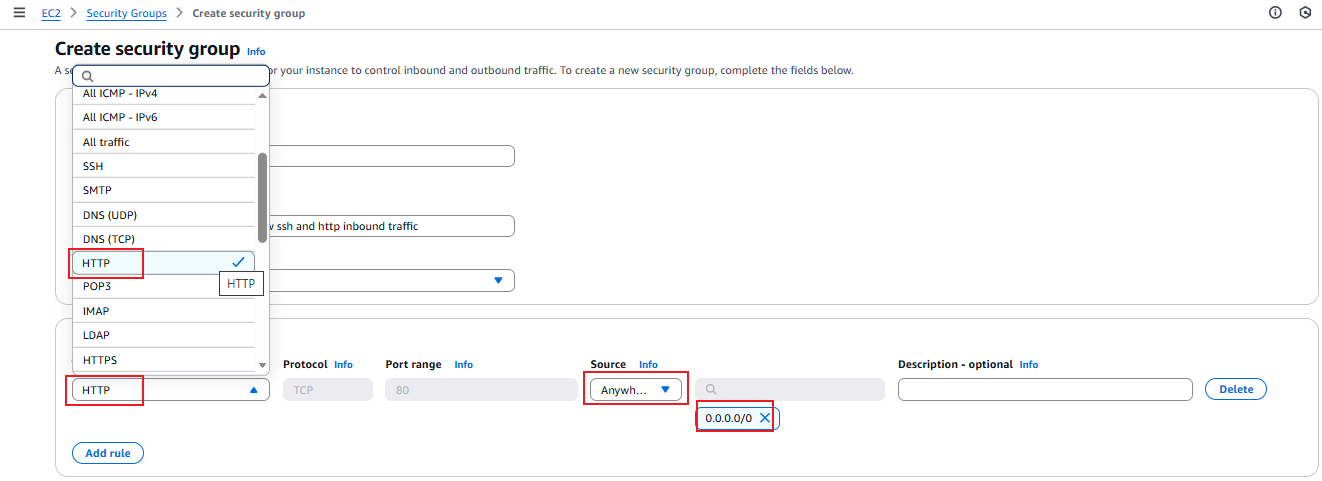 EC2 > Security Groups > Create security group
Create security group Info
or your instance to control inbound and outbound traffic. To create a new security group, complete the fields below.
All ICMP - IPv4
All ICMP - IPv6
All traffic
SSH
SMTP
DNS (UDP)
ssh and http inbound traffic
DNS (TCP)
HTTP
HTTP
POP3
IMAP
LDAP
HTTPS
Protocol Info Port range Info Source Info Description - optional Info
HTTP TCP 80 Anywh... Delete
0.0.0.0/0
Add rule